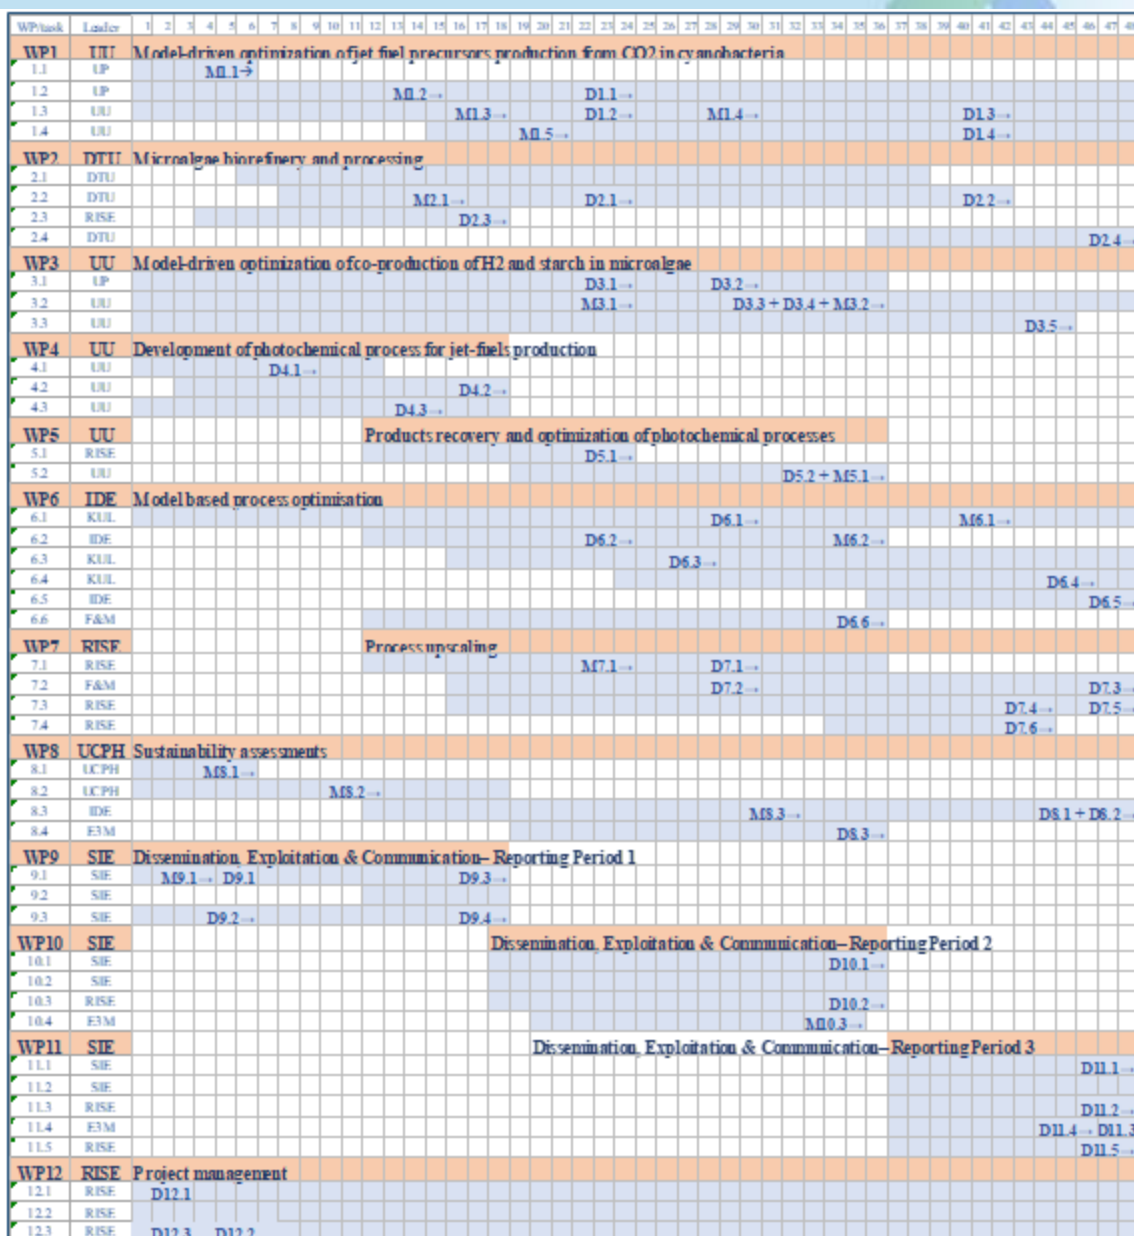 WP/task Leader 1 2 3 4 5 6 7 8 9 10 11 12 13 14 15 16 17 18 19 20 21 22 23 24 25 26 27 28 29 30 31 32 33 34 35 36 37 38 39 40 41 42 43 44 45 46 47 48
WP1 UU Model-driven optimization of jet fuel precursors production from CO2 in cyanobacteria
1.1 UP M1.1→
1.2 UP M1.2→ D1.1→
1.3 UU M1.3→ D1.2→ M1.4→ D1.3→
1.4 UU M1.5→ D1.4→
WP2 DTU Microalgae biorefinery and processing
2.1 DTU
2.2 DTU M2.1→ D2.1→ D2.2→
2.3 RISE D2.3→
2.4 DTU D2.4→
WP3 UU Model-driven optimization of co-production of H2 and starch in microalgae
3.1 UP D3.1→ D3.2→
3.2 UU M3.1→ D3.3 + D3.4 + M3.2→
3.3 UU D3.5→
WP4 UU Development of photochemical process for jet-fuels production
4.1 UU D4.1→
4.2 UU D4.2→
4.3 UU D4.3→
WP5 UU Products recovery and optimization of photochemical processes
5.1 RISE D5.1→
5.2 UU D5.2 + M5.1→
WP6 IDE Model based process optimisation
6.1 KUL D6.1→ M6.1→
6.2 IDE D6.2→ M6.2→
6.3 KUL D6.3→
6.4 KUL D6.4→
6.5 IDE D6.5→
6.6 F&M D6.6→
WP7 RISE Process upscaling
7.1 RISE M7.1→ D7.1→
7.2 F&M D7.2→ D7.3→
7.3 RISE D7.4→ D7.5→
7.4 RISE D7.6→
WP8 UCPH Sustainability assessments
8.1 UCPH M8.1→
8.2 UCPH M8.2→
8.3 IDE M8.3→ D8.1 + D8.2→
8.4 E3M D8.3→
WP9 SIE Dissemination, Exploitation & Communication– Reporting Period 1
9.1 SIE M9.1→ D9.1 D9.3→
9.2 SIE
9.3 SIE D9.2→ D9.4→
WP10 SIE Dissemination, Exploitation & Communication– Reporting Period 2
10.1 SIE D10.1→
10.2 SIE
10.3 RISE D10.2→
10.4 E3M M10.3→
WP11 SIE Dissemination, Exploitation & Communication– Reporting Period 3
11.1 SIE D11.1→
11.2 SIE
11.3 RISE D11.2→
11.4 E3M D11.4→ D11.3
11.5 RISE D11.5→
WP12 RISE Project management
12.1 RISE D12.1
12.2 RISE
12.3 RISE D12.3 D12.2